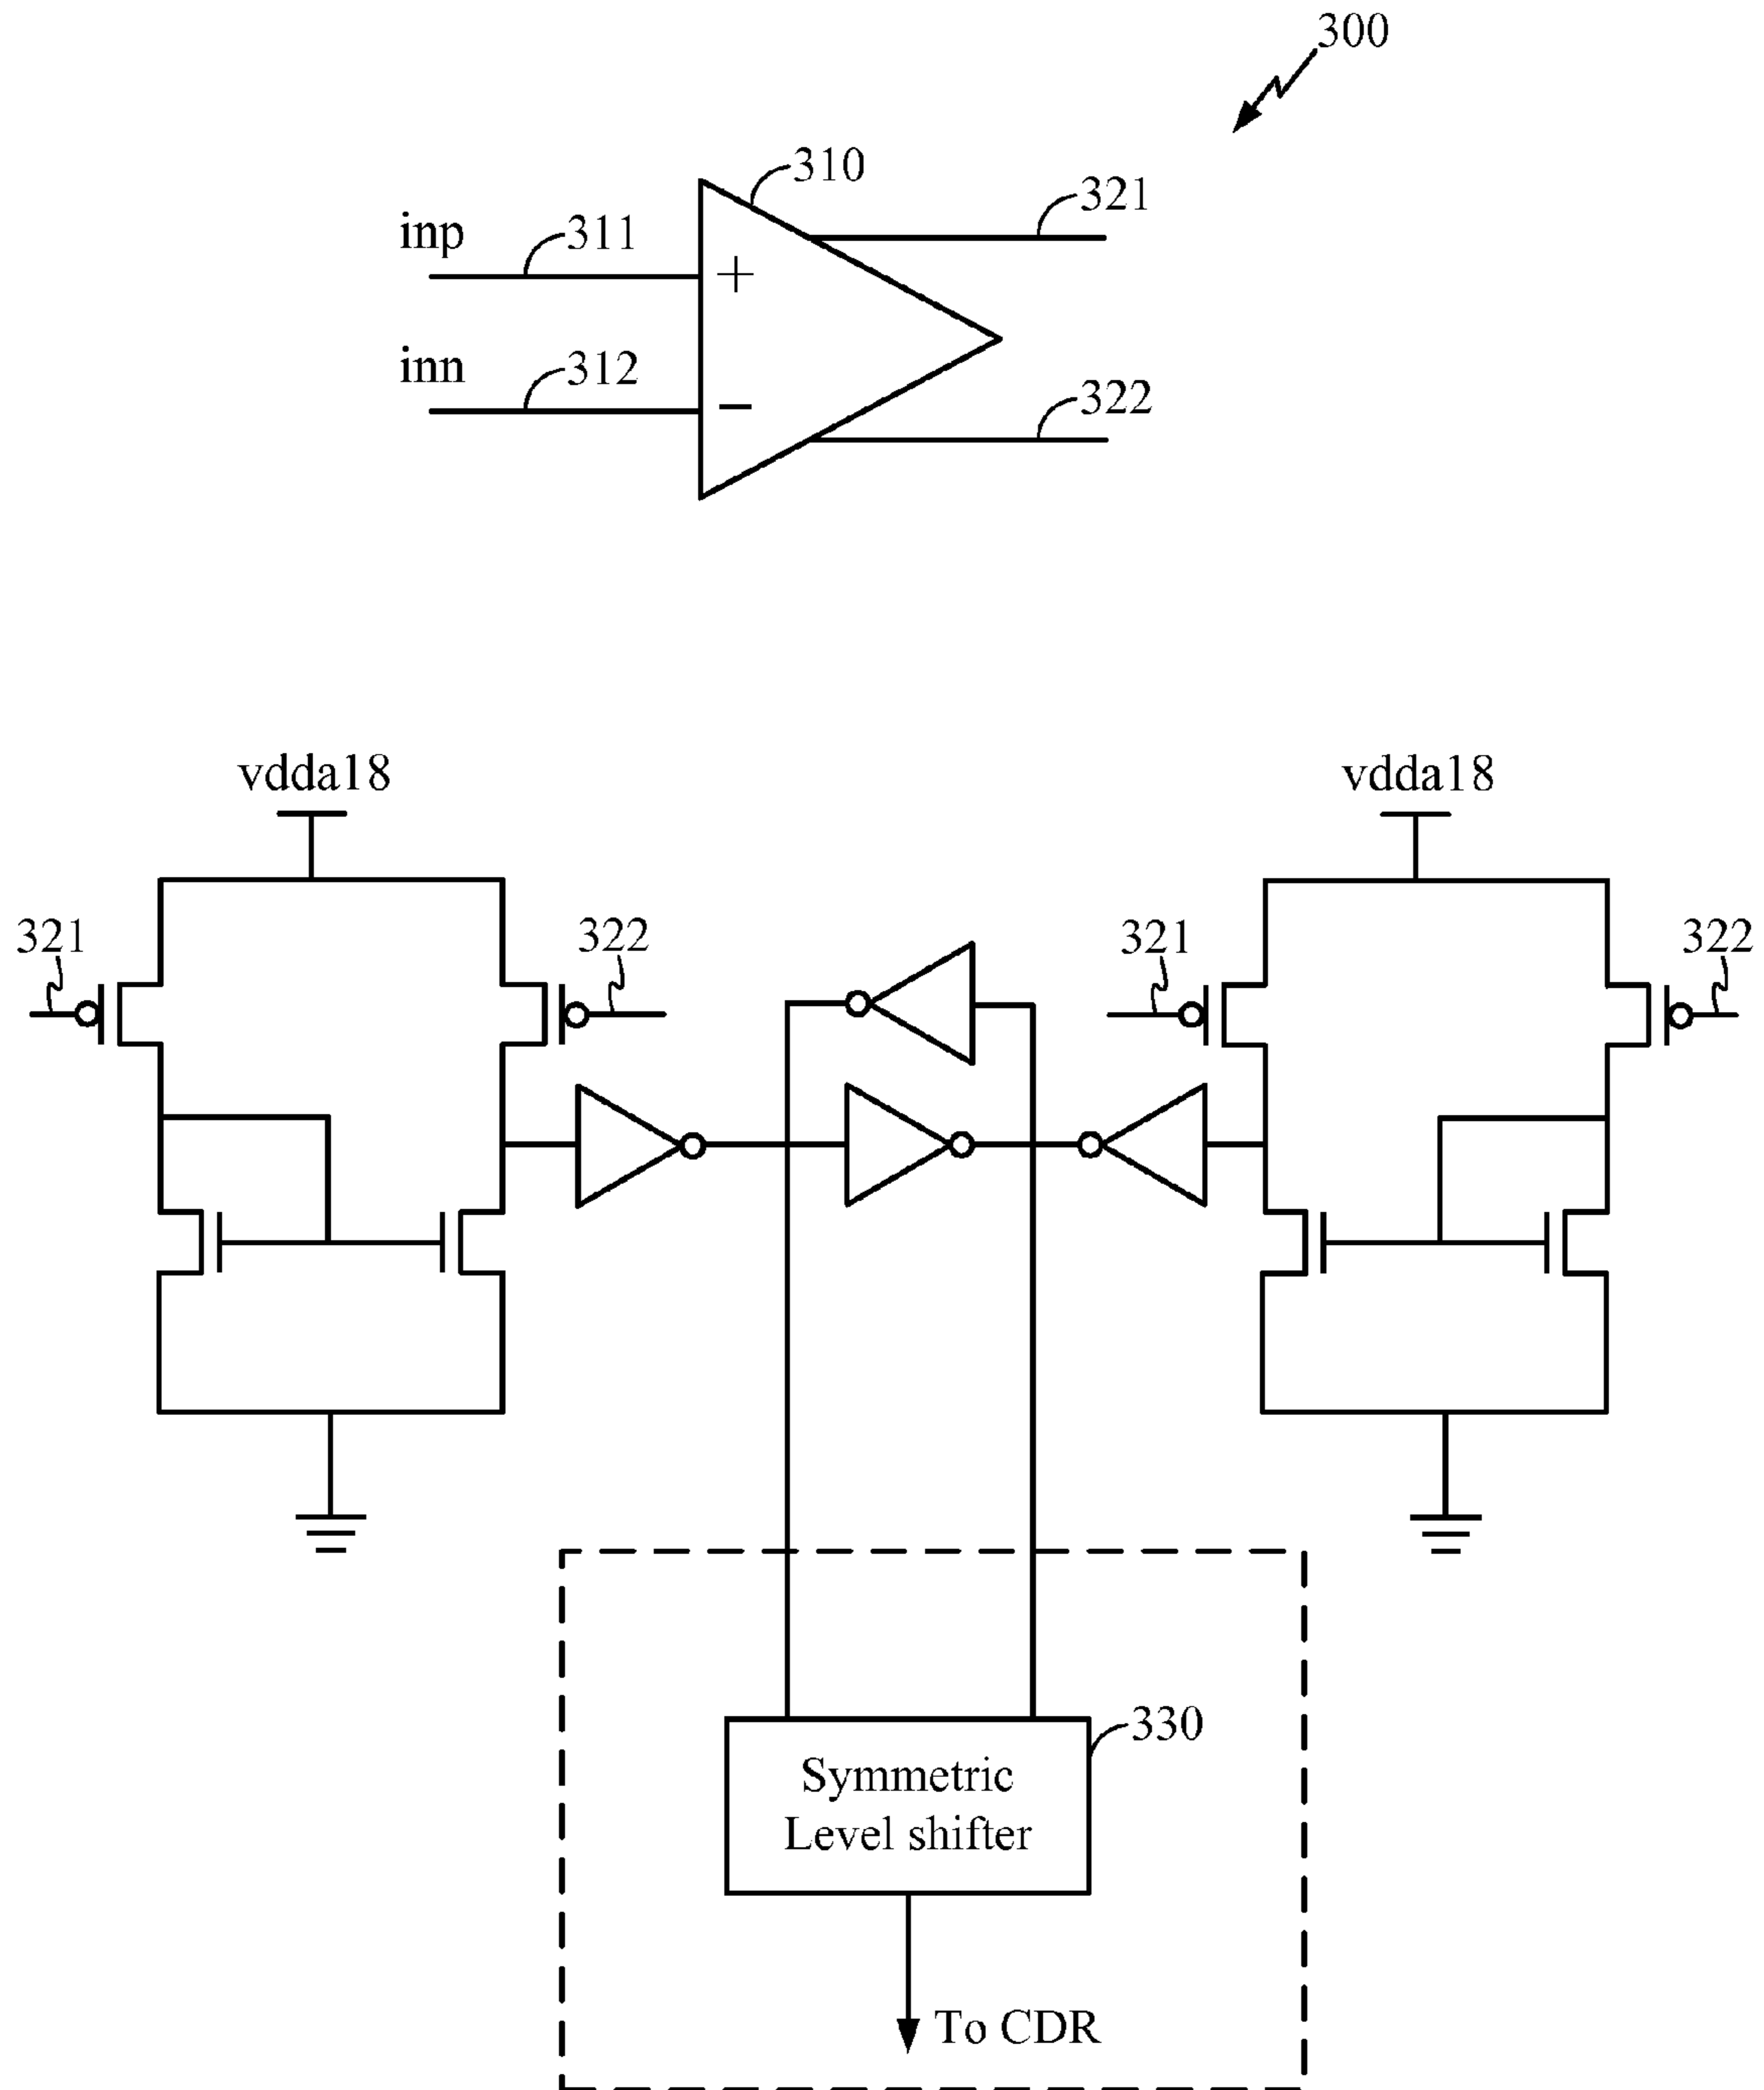 300
310
321
inp
311
+
inn
312
−
322
vdda18
vdda18
321
322
321
322
330
Symmetric
Level shifter
To CDR